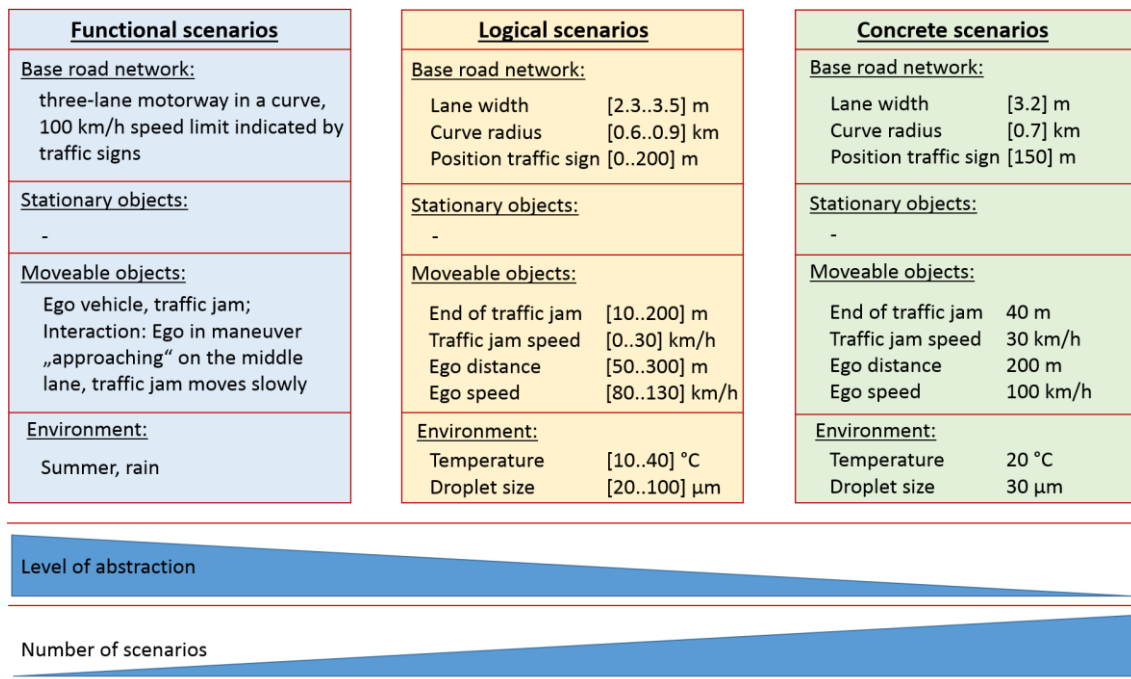 Functional scenarios
Base road network:
three-lane motorway in a curve,
100 km/h speed limit indicated by
traffic signs
Stationary objects:
-
Moveable objects:
Ego vehicle, traffic jam;
Interaction: Ego in maneuver
„approaching“ on the middle
lane, traffic jam moves slowly
Environment:
Summer, rain
Logical scenarios
Base road network:
Lane width [2.3..3.5] m
Curve radius [0.6..0.9] km
Position traffic sign [0..200] m
Stationary objects:
-
Moveable objects:
End of traffic jam [10..200] m
Traffic jam speed [0..30] km/h
Ego distance [50..300] m
Ego speed [80..130] km/h
Environment:
Temperature [10..40] °C
Droplet size [20..100] µm
Concrete scenarios
Base road network:
Lane width [3.2] m
Curve radius [0.7] km
Position traffic sign [150] m
Stationary objects:
-
Moveable objects:
End of traffic jam 40 m
Traffic jam speed 30 km/h
Ego distance 200 m
Ego speed 100 km/h
Environment:
Temperature 20 °C
Droplet size 30 µm
Level of abstraction
Number of scenarios